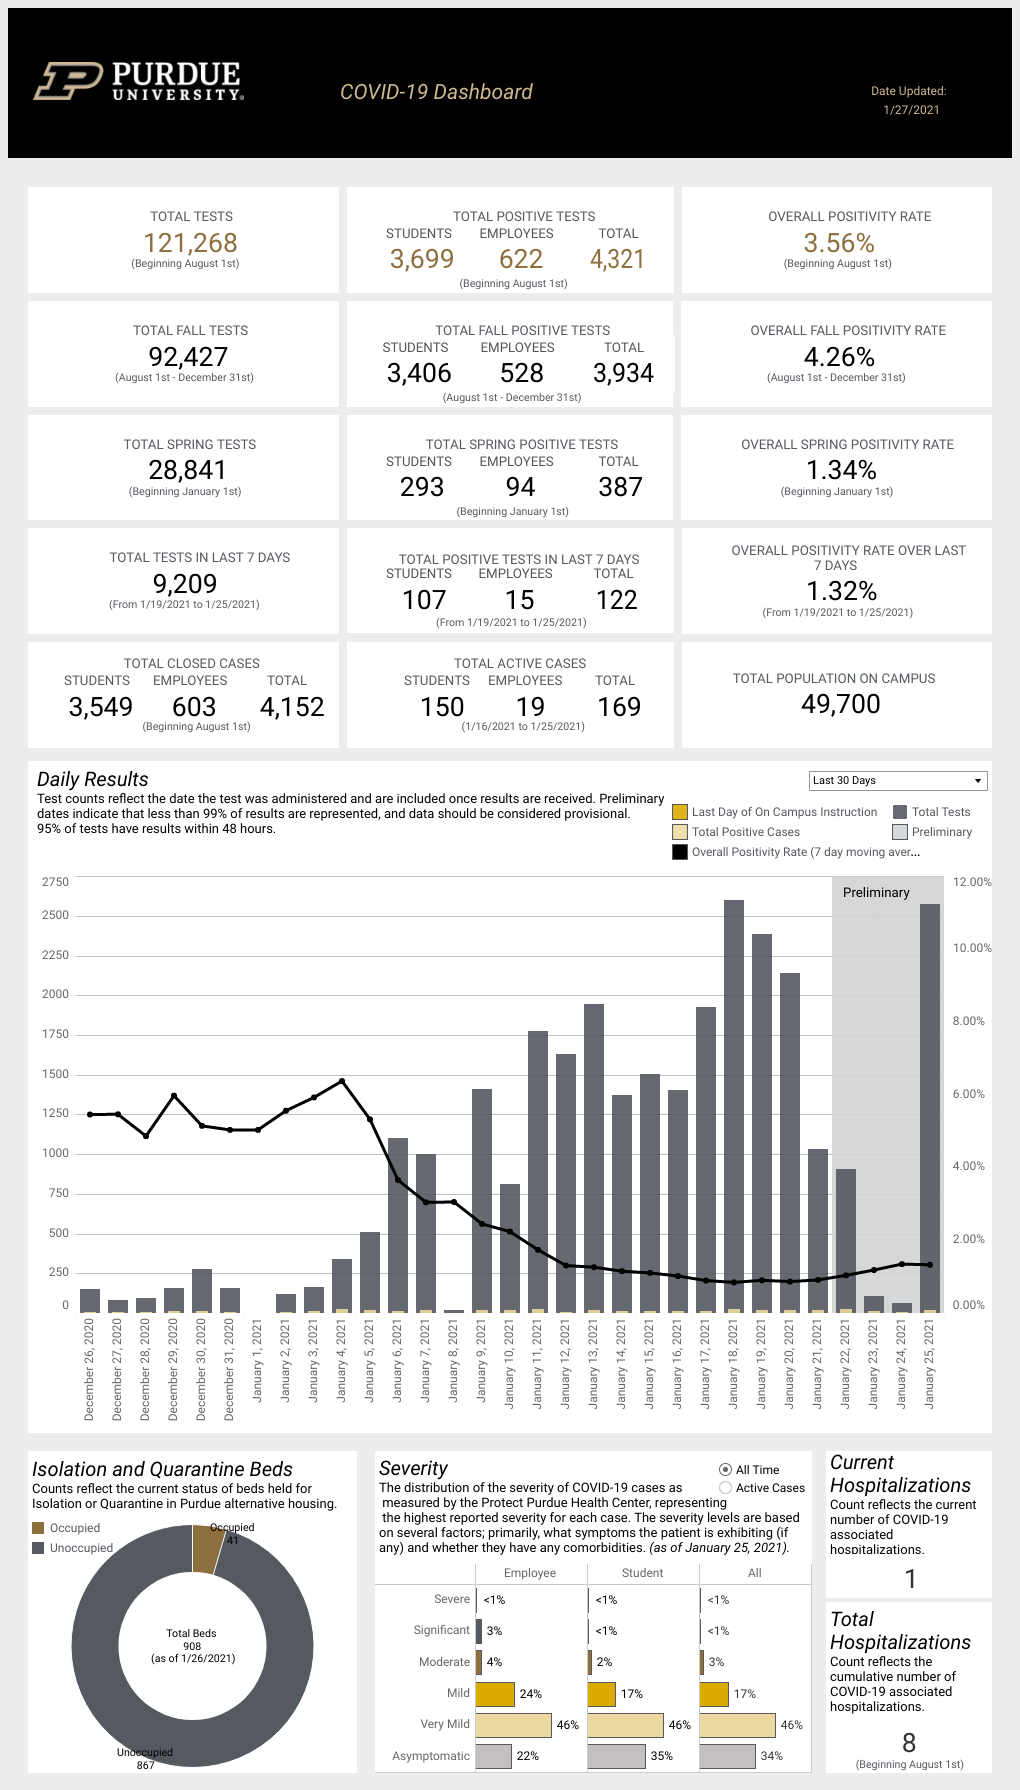 PURDUE
UNIVERSITY®
COVID-19 Dashboard
Date Updated:
1/27/2021
TOTAL TESTS
121,268
(Beginning August 1st)
TOTAL POSITIVE TESTS
STUDENTS EMPLOYEES TOTAL
3,699 622 4,321
(Beginning August 1st)
OVERALL POSITIVITY RATE
3.56%
(Beginning August 1st)
TOTAL FALL TESTS
92,427
(August 1st - December 31st)
TOTAL FALL POSITIVE TESTS
STUDENTS EMPLOYEES TOTAL
3,406 528 3,934
(August 1st - December 31st)
OVERALL FALL POSITIVITY RATE
4.26%
(August 1st - December 31st)
TOTAL SPRING TESTS
28,841
(Beginning January 1st)
TOTAL SPRING POSITIVE TESTS
STUDENTS EMPLOYEES TOTAL
293 94 387
(Beginning January 1st)
OVERALL SPRING POSITIVITY RATE
1.34%
(Beginning January 1st)
TOTAL TESTS IN LAST 7 DAYS
9,209
(From 1/19/2021 to 1/25/2021)
TOTAL POSITIVE TESTS IN LAST 7 DAYS
STUDENTS EMPLOYEES TOTAL
107 15 122
(From 1/19/2021 to 1/25/2021)
OVERALL POSITIVITY RATE OVER LAST
7 DAYS
1.32%
(From 1/19/2021 to 1/25/2021)
TOTAL CLOSED CASES
STUDENTS EMPLOYEES TOTAL
3,549 603 4,152
(Beginning August 1st)
TOTAL ACTIVE CASES
STUDENTS EMPLOYEES TOTAL
150 19 169
(1/16/2021 to 1/25/2021)
TOTAL POPULATION ON CAMPUS
49,700
Daily Results
Test counts reflect the date the test was administered and are included once results are received. Preliminary
dates indicate that less than 99% of results are represented, and data should be considered provisional.
95% of tests have results within 48 hours.
Last 30 Days
Last Day of On Campus Instruction Total Tests
Total Positive Cases Preliminary
Overall Positivity Rate (7 day moving aver...
Preliminary
2750
2500
2250
2000
1750
1500
1250
1000
750
500
250
0
12.00%
10.00%
8.00%
6.00%
4.00%
2.00%
0.00%
December 26, 2020
December 27, 2020
December 28, 2020
December 29, 2020
December 30, 2020
December 31, 2020
January 1, 2021
January 2, 2021
January 3, 2021
January 4, 2021
January 5, 2021
January 6, 2021
January 7, 2021
January 8, 2021
January 9, 2021
January 10, 2021
January 11, 2021
January 12, 2021
January 13, 2021
January 14, 2021
January 15, 2021
January 16, 2021
January 17, 2021
January 18, 2021
January 19, 2021
January 20, 2021
January 21, 2021
January 22, 2021
January 23, 2021
January 24, 2021
January 25, 2021
Isolation and Quarantine Beds
Counts reflect the current status of beds held for
Isolation or Quarantine in Purdue alternative housing.
Occupied
Unoccupied
Occupied
41
Total Beds
908
(as of 1/26/2021)
Unoccupied
867
Severity
All Time
Active Cases
The distribution of the severity of COVID-19 cases as
measured by the Protect Purdue Health Center, representing
the highest reported severity for each case. The severity levels are based
on several factors; primarily, what symptoms the patient is exhibiting (if
any) and whether they have any comorbidities. (as of January 25, 2021).
Employee Student All
Severe <1% <1% <1%
Significant 3% <1% <1%
Moderate 4% 2% 3%
Mild 24% 17% 17%
Very Mild 46% 46% 46%
Asymptomatic 22% 35% 34%
Current
Hospitalizations
Count reflects the current
number of COVID-19
associated
hospitalizations.
1
Total
Hospitalizations
Count reflects the
cumulative number of
COVID-19 associated
hospitalizations.
8
(Beginning August 1st)